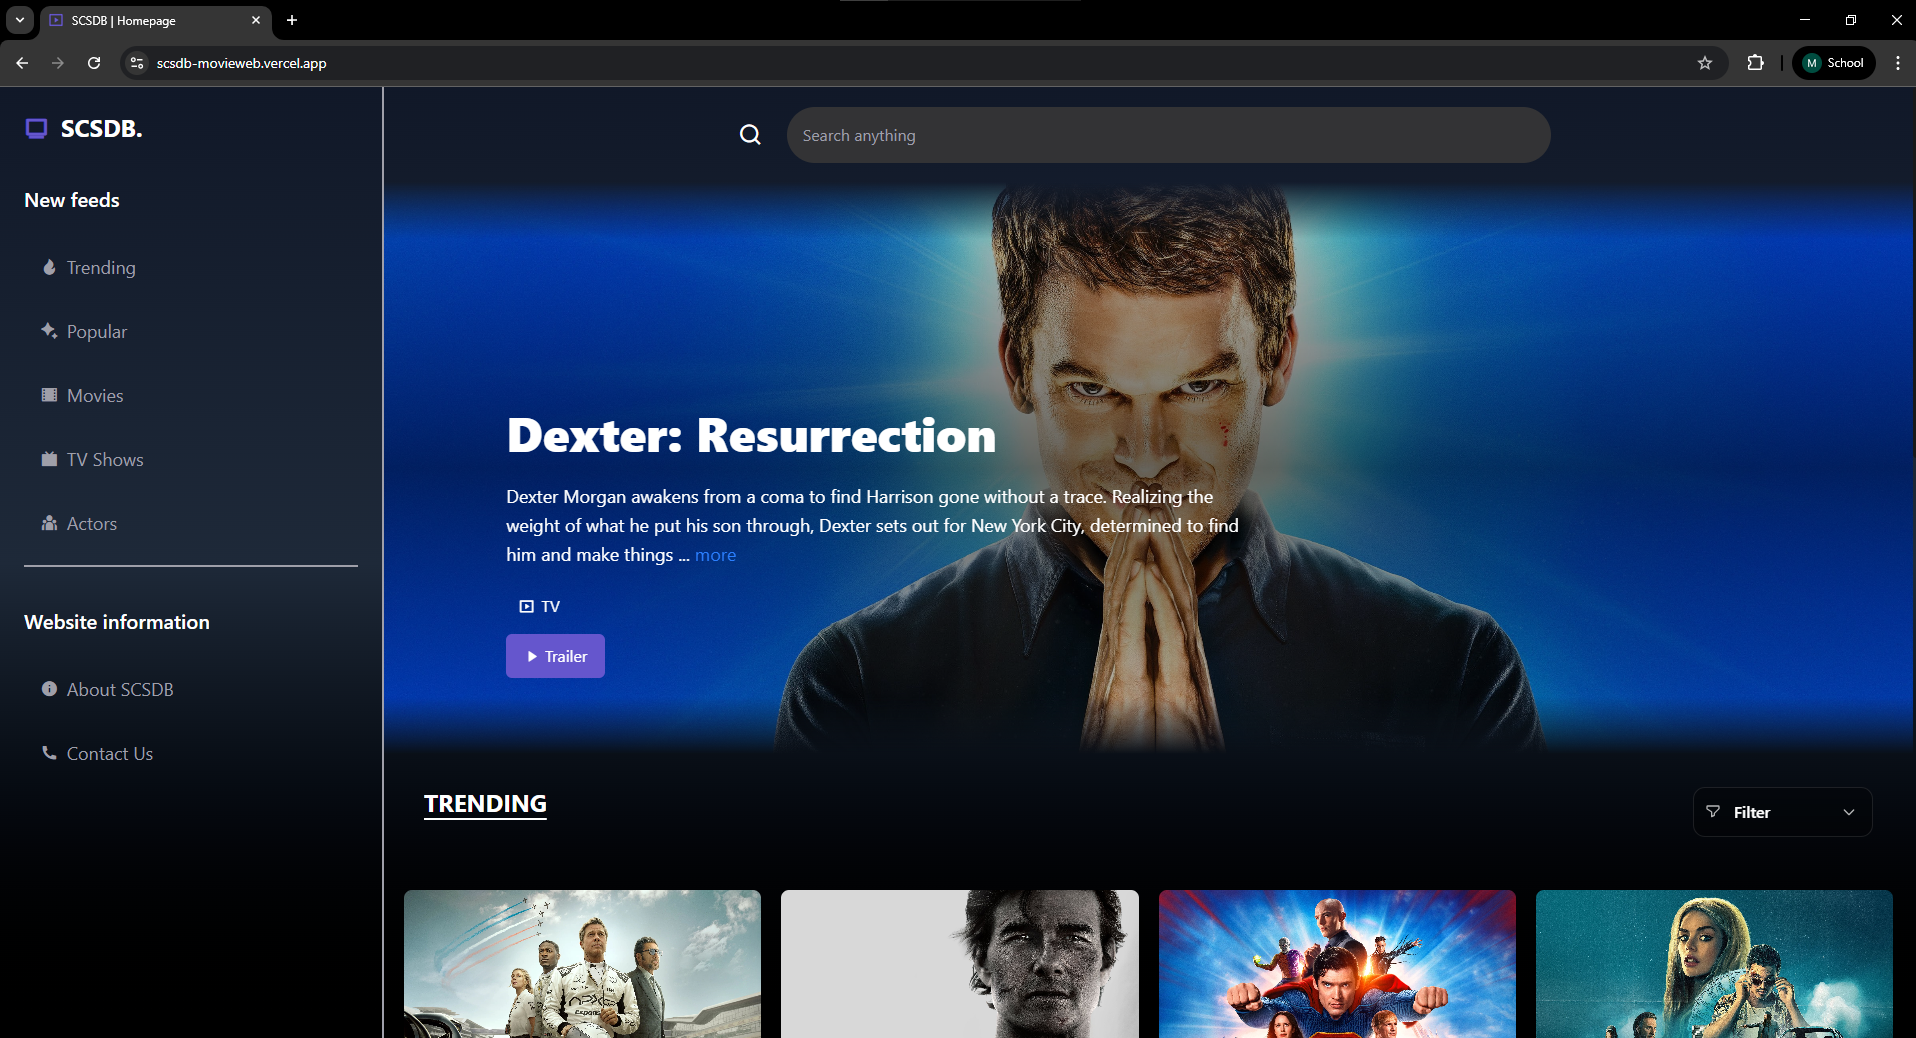 SCSDB | Homepage
scsdb-movieweb.vercel.app
M School
SCSDB.
Search anything
New feeds
Trending
Popular
Movies
TV Shows
Actors
Website information
About SCSDB
Contact Us
Dexter: Resurrection
Dexter Morgan awakens from a coma to find Harrison gone without a trace. Realizing the
weight of what he put his son through, Dexter sets out for New York City, determined to find
him and make things ... more
TV
Trailer
TRENDING
Filter